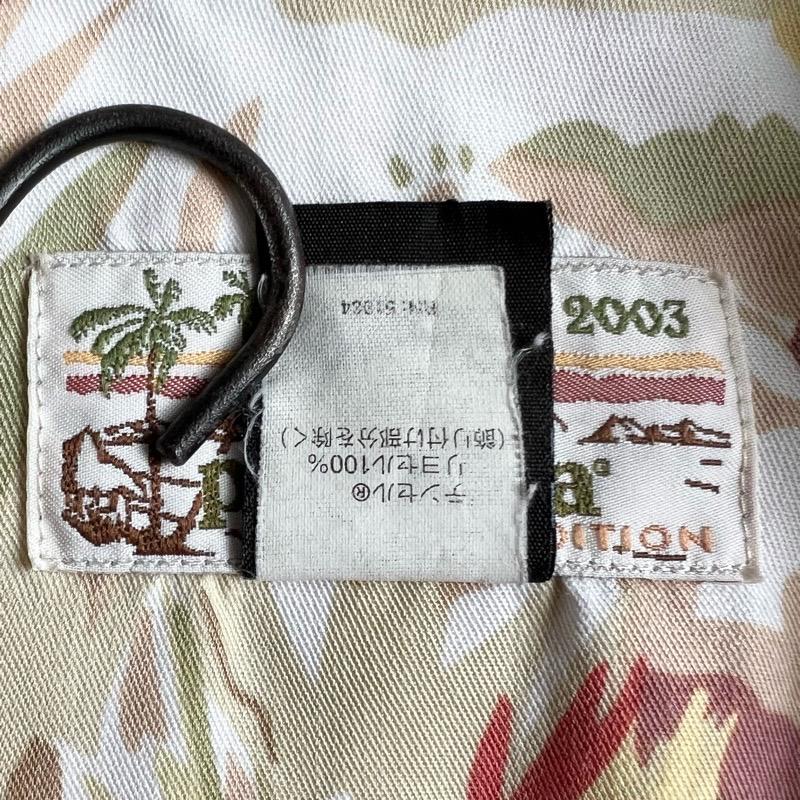 2003
p
a®
DITION
テンセル®
リヨセル100%
(飾り付け部分を除く)
RN: 51884